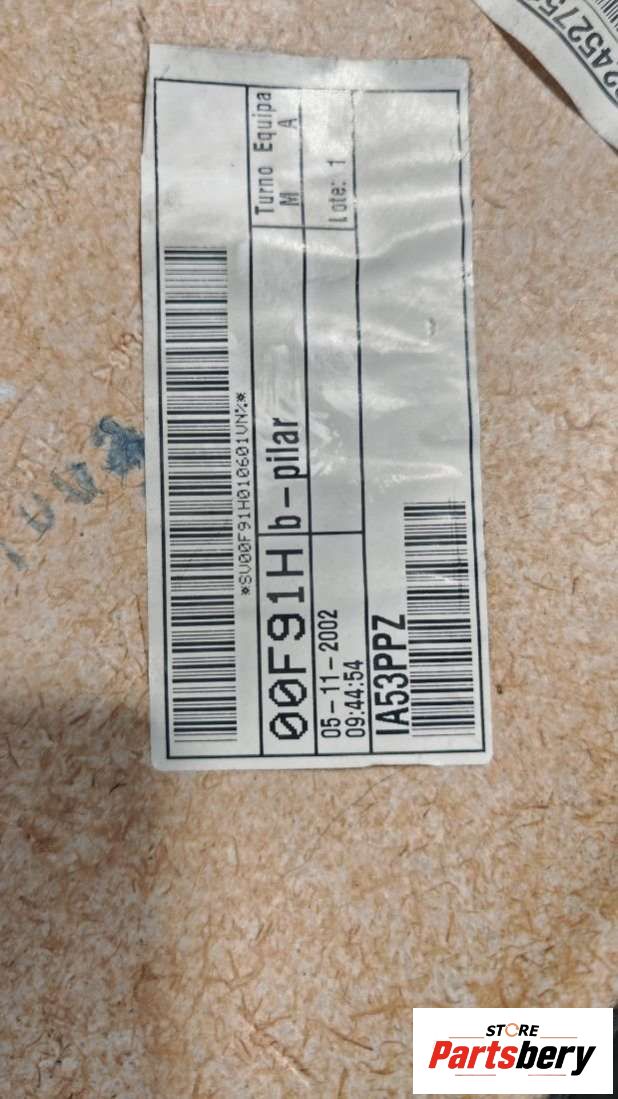 *SV00F91H010601VN%*
00F91H b-pilar
Turno Equipa
M A
05-11-2002
09:44:54
Lote: 1
IA53PPZ
STORE
Partsbery